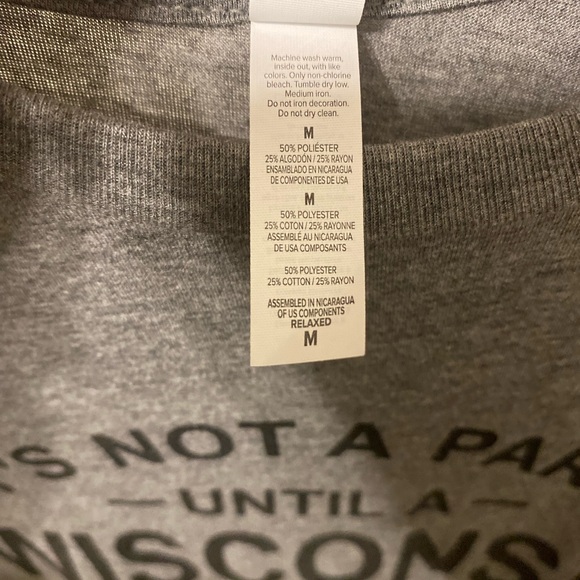 Machine wash warm,
inside out, with like
colors. Only non-chlorine
bleach. Tumble dry low.
Medium iron.
Do not iron decoration.
Do not dry clean.
M
50% POLIÉSTER
25% ALGODÓN / 25% RAYON
ENSAMBLADO EN NICARAGUA
DE COMPONENTES DE USA
M
50% POLYESTER
25% COTON / 25% RAYONNE
ASSEMBLÉ AU NICARAGUA
DE USA COMPOSANTS
50% POLYESTER
25% COTTON / 25% RAYON
ASSEMBLED IN NICARAGUA
OF US COMPONENTS
RELAXED
M
'S NOT A PAR
— UNTIL A —
WISCONS